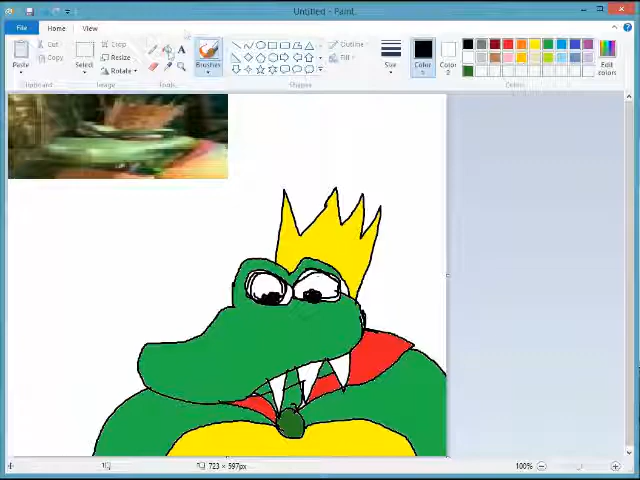 Untitled - Paint
File Home View
Paste
Cut
Copy
Clipboard
Select
Crop
Resize
Rotate
Image
A
Tools
Brushes
Outline
Fill
Shapes
Size
Color
1
Color
2
Edit
colors
Colors
723 × 597px
100%